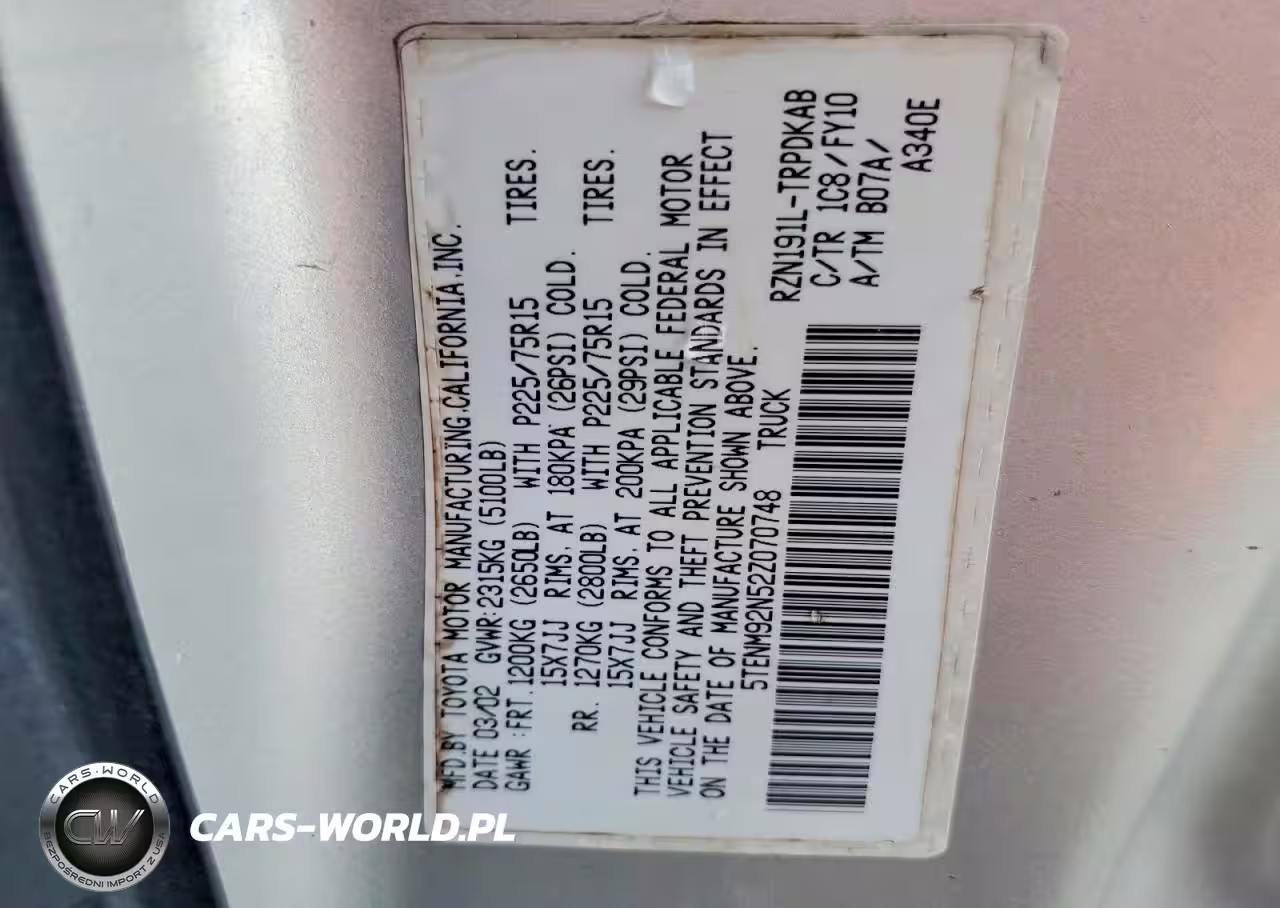 MFD.BY TOYOTA MOTOR MANUFACTURING.CALIFORNIA.INC.
DATE 03/02 GVWR:2315KG (5100LB)
GAWR :FRT.1200KG (2650LB) WITH P225/75R15 TIRES.
15X7JJ RIMS, AT 180KPA (26PSI) COLD.
RR. 1270KG (2800LB) WITH P225/75R15 TIRES.
15X7JJ RIMS, AT 200KPA (29PSI) COLD.
THIS VEHICLE CONFORMS TO ALL APPLICABLE FEDERAL MOTOR
VEHICLE SAFETY AND THEFT PREVENTION STANDARDS IN EFFECT
ON THE DATE OF MANUFACTURE SHOWN ABOVE.
5TENM92N52Z070748 TRUCK
RZN191L-TRPDKAB
C/TR 1C8/FY10
A/TM B07A/
A340E
CARS-WORLD
CW
BEZPOŚREDNI IMPORT Z USA
CARS-WORLD.PL